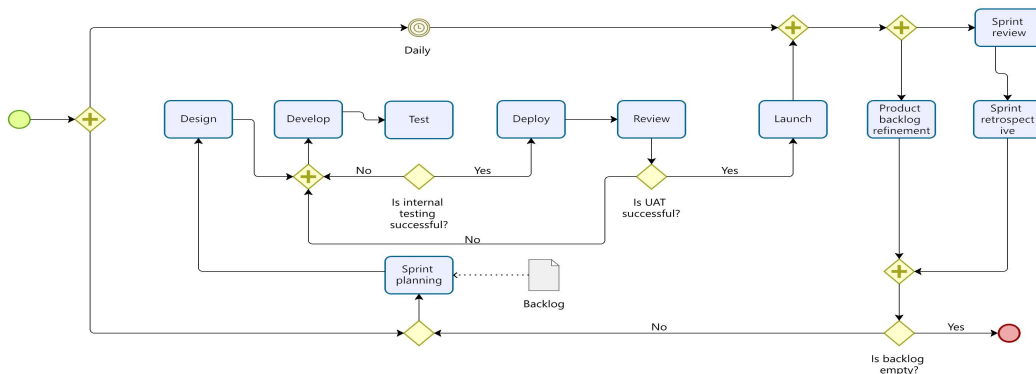 Sprint
review
Daily
Design
Develop
Test
Deploy
Review
Launch
Product
backlog
refinement
Sprint
retrospect
ive
No
Yes
Yes
Is internal
testing
successful?
Is UAT
successful?
No
Sprint
planning
Backlog
No
Yes
Is backlog
empty?